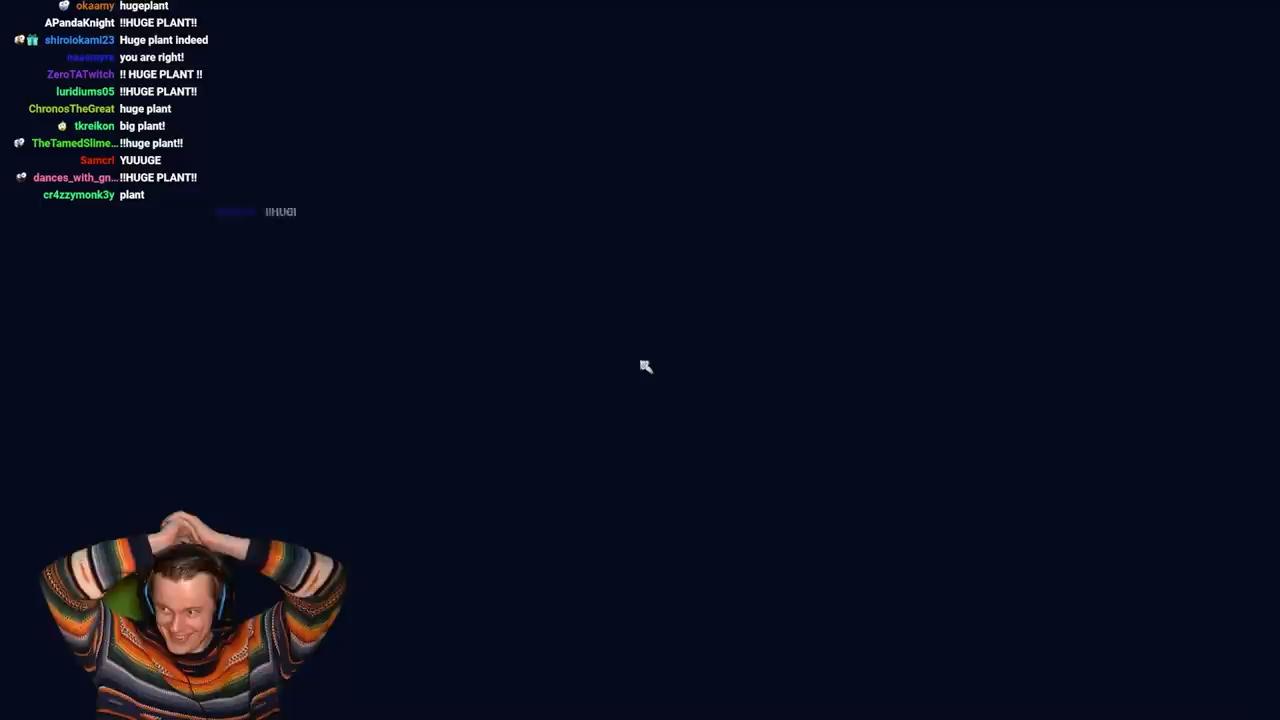 okaamy hugeplant
APandaKnight !!HUGE PLANT!!
shiroiokami23 Huge plant indeed
you are right!
ZeroTATwitch !! HUGE PLANT !!
luridiums05 !!HUGE PLANT!!
ChronosTheGreat huge plant
tkreikon big plant!
TheTamedSlime... !!huge plant!!
Samcrl YUUUGE
dances_with_gn... !!HUGE PLANT!!
cr4zzymonk3y plant